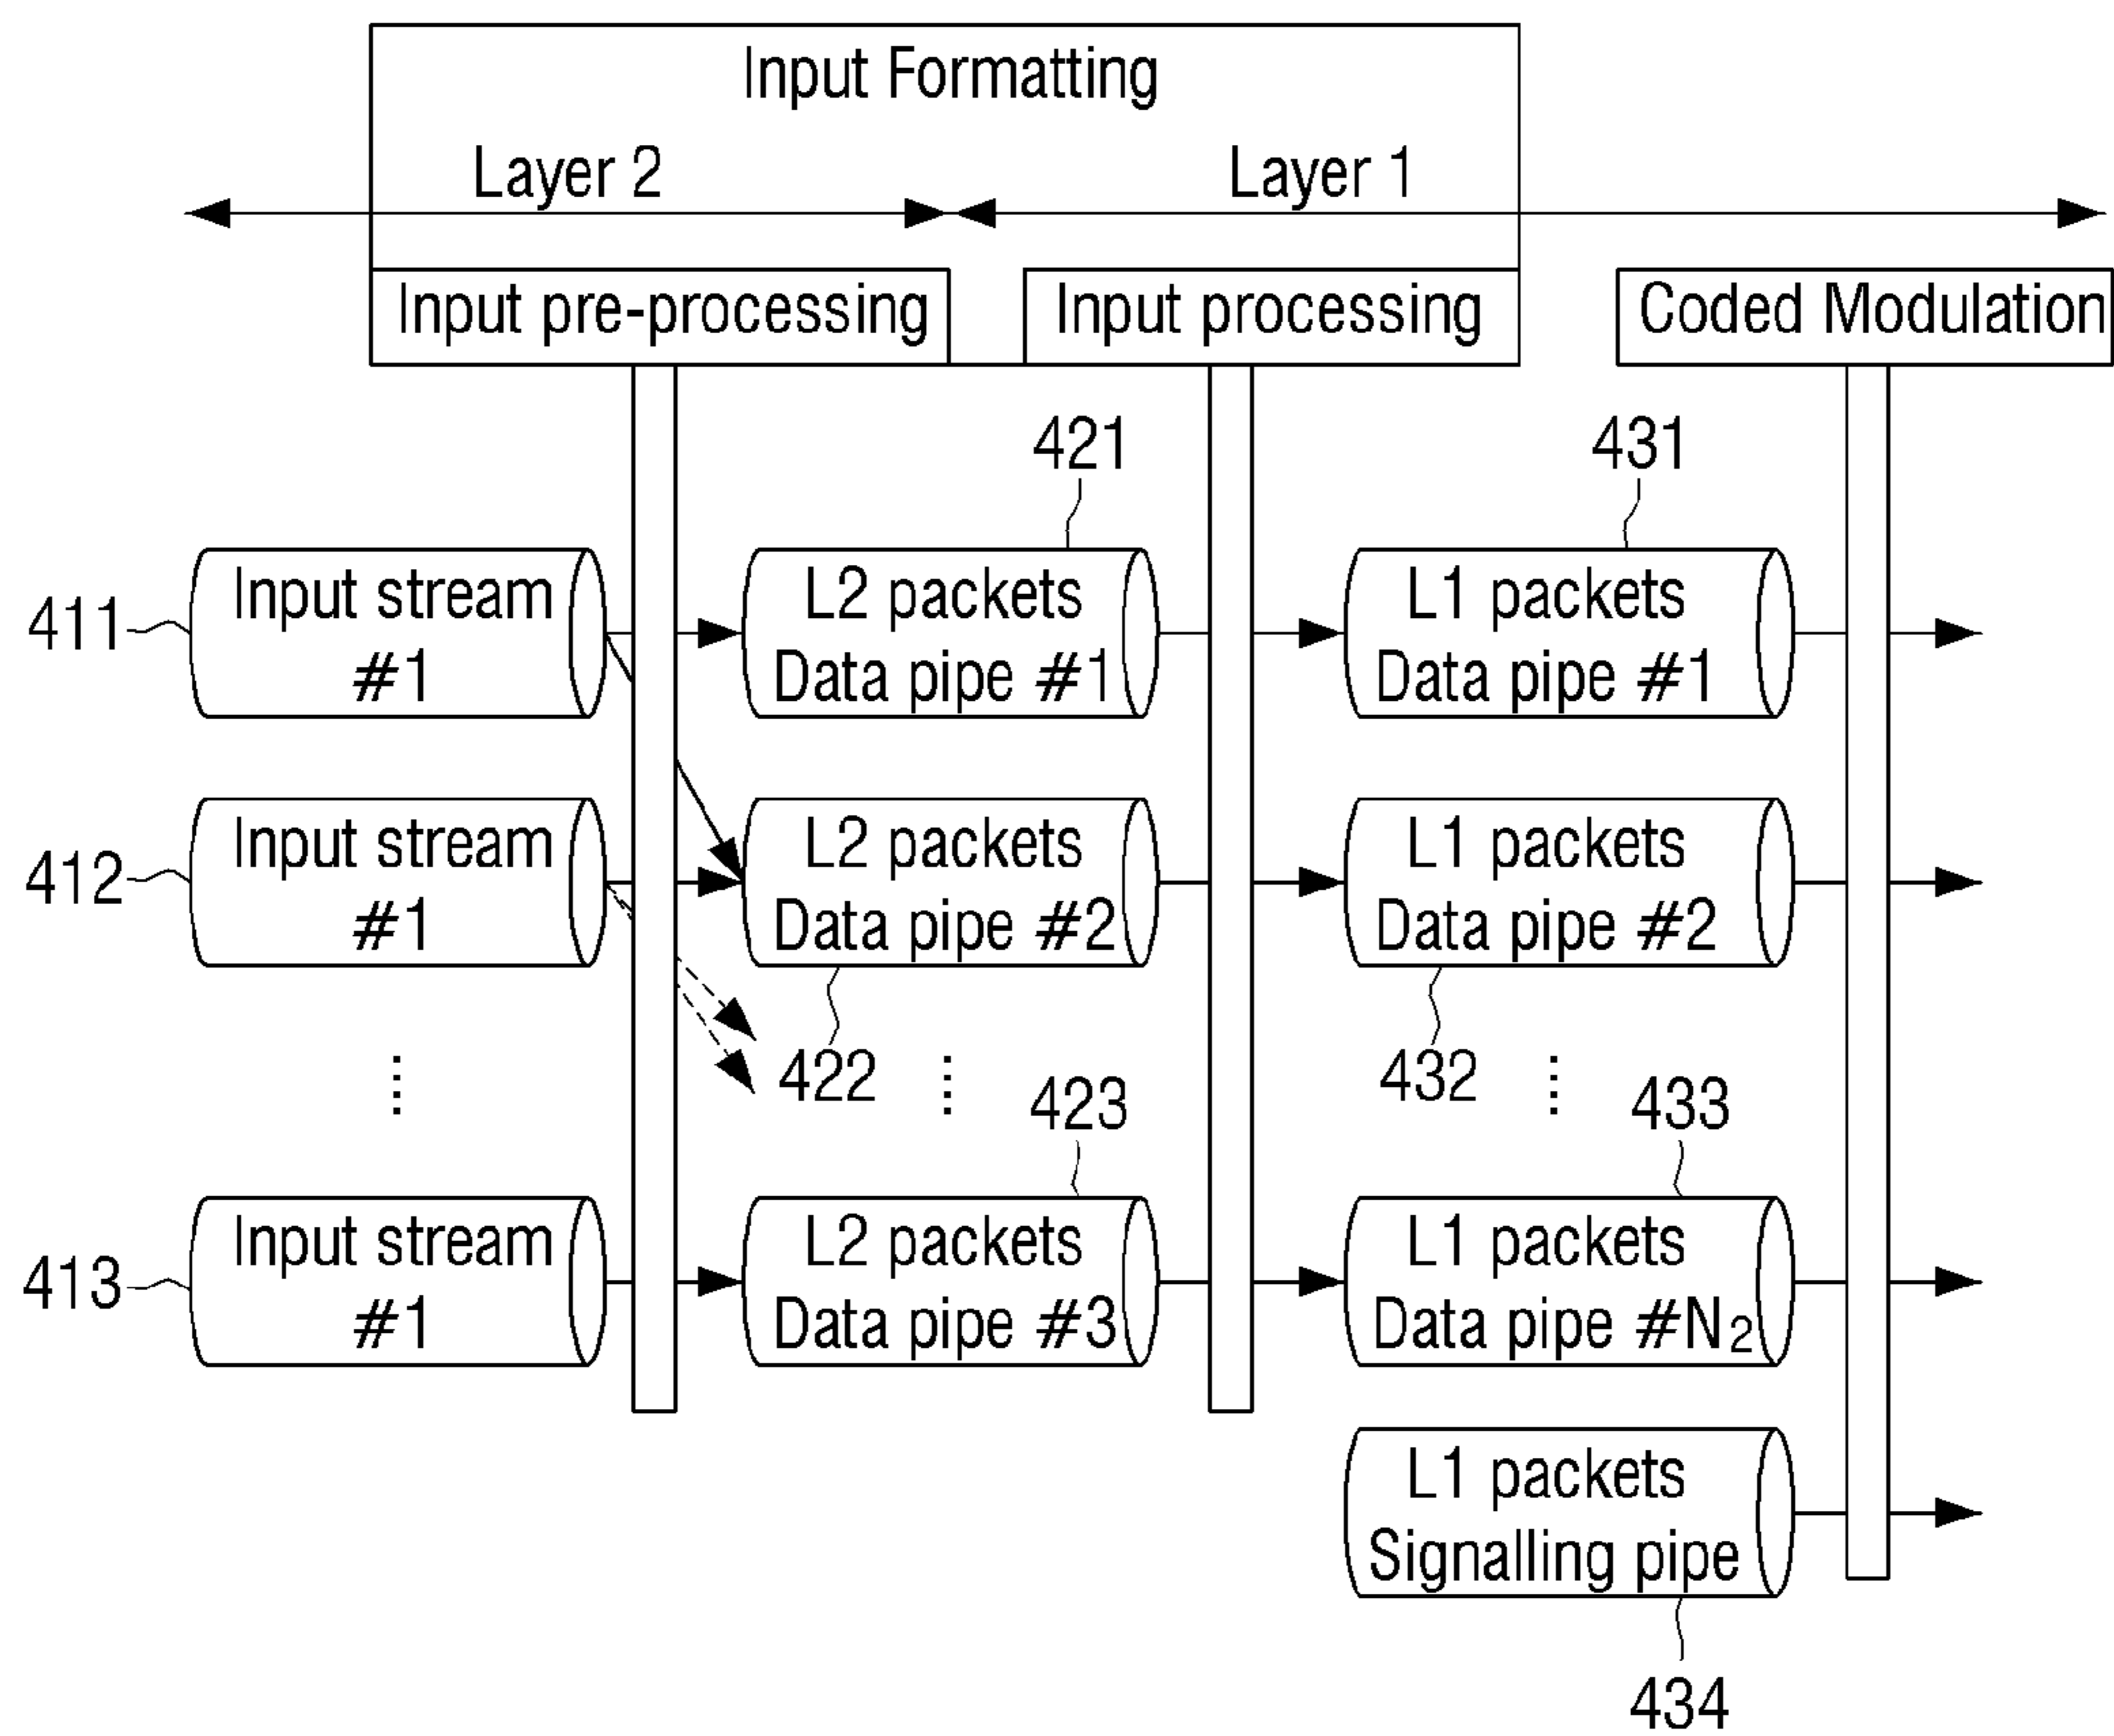 Input Formatting
Layer 2
Layer 1
Input pre-processing
Input processing
Coded Modulation
421
431
411
Input stream
#1
L2 packets
Data pipe #1
L1 packets
Data pipe #1
412
Input stream
#1
L2 packets
Data pipe #2
L1 packets
Data pipe #2
422
432
423
433
413
Input stream
#1
L2 packets
Data pipe #3
L1 packets
Data pipe #N2
L1 packets
Signalling pipe
434